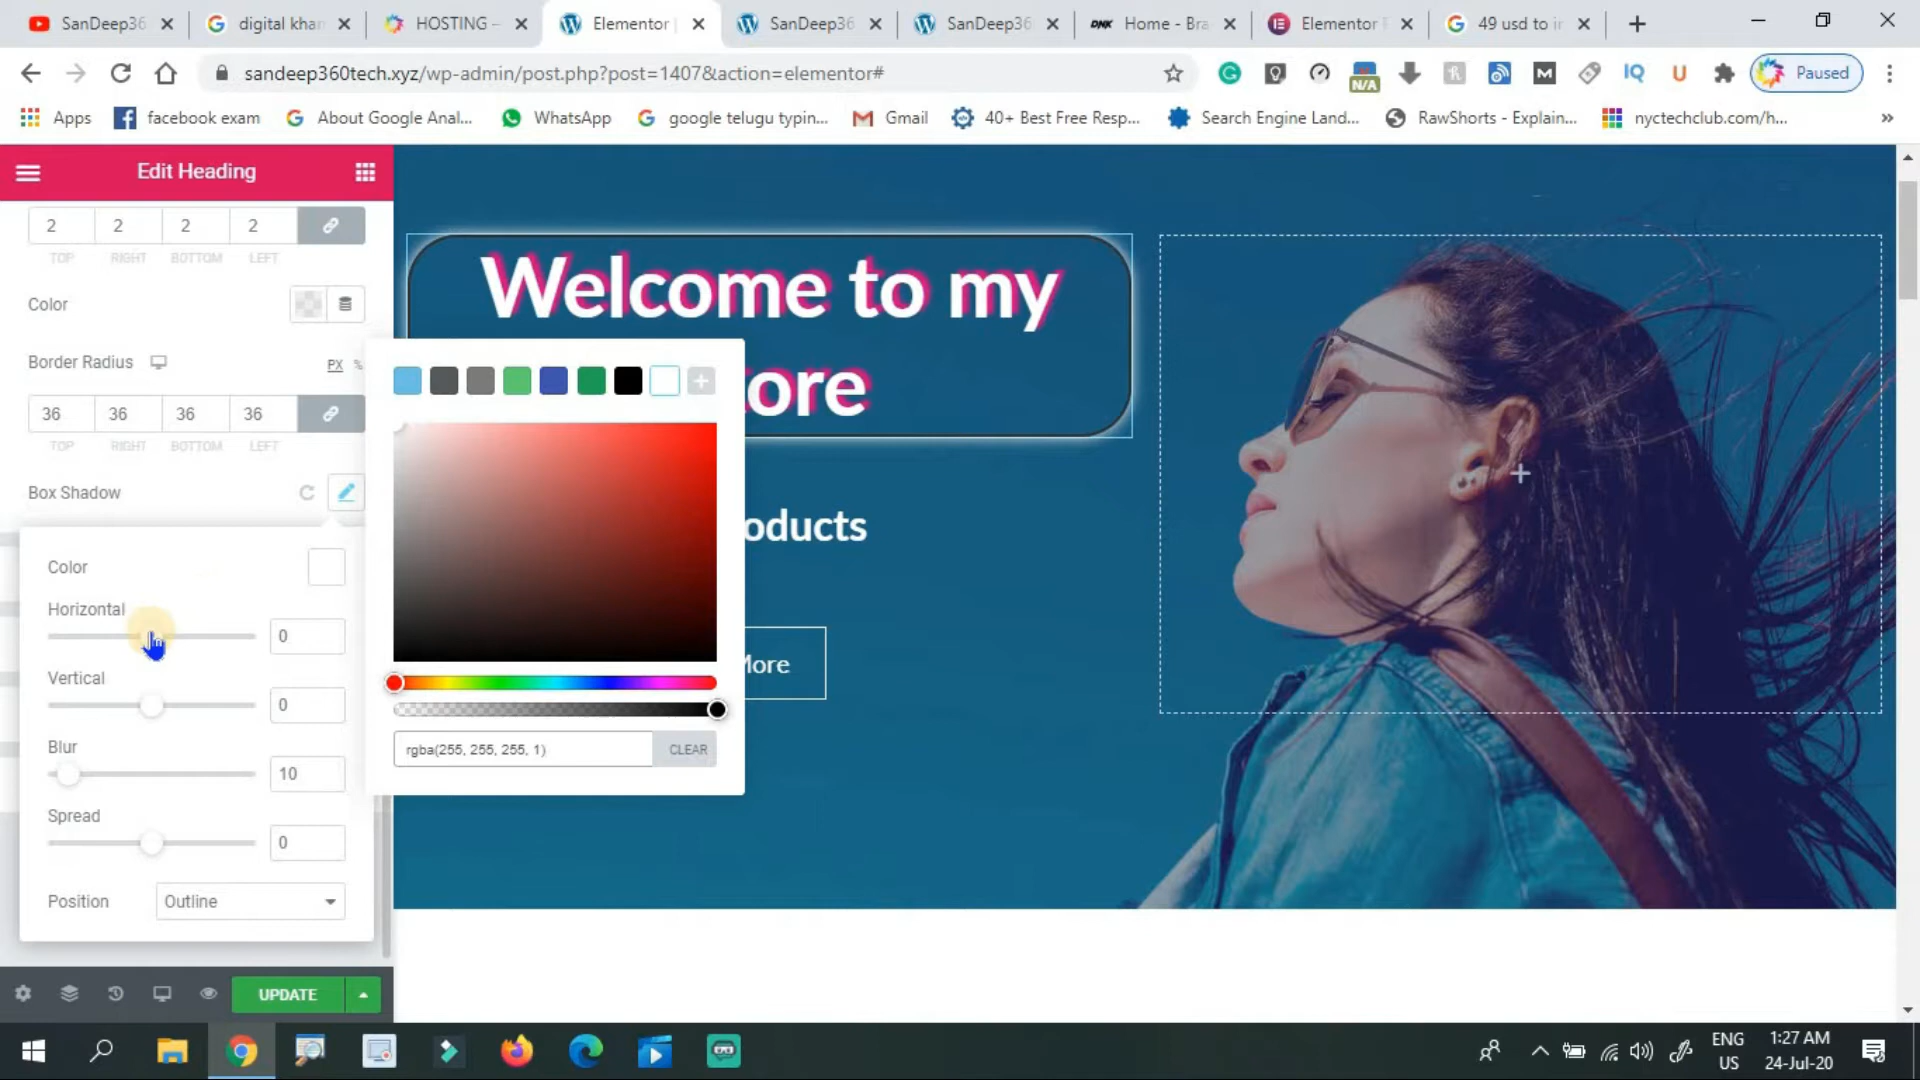 SanDeep36
digital khar
HOSTING –
Elementor
SanDeep36
SanDeep36
DNK
Home - Bra
Elementor
49 usd to in
sandeep360tech.xyz/wp-admin/post.php?post=1407&action=elementor#
N/A
M
IQ
U
Paused
Apps
facebook exam
About Google Anal...
WhatsApp
google telugu typin...
Gmail
40+ Best Free Resp...
Search Engine Land...
RawShorts - Explain...
nyctechclub.com/h...
»
Edit Heading
2 2 2 2
TOP RIGHT BOTTOM LEFT
Color
Border Radius
PX %
36 36 36 36
TOP RIGHT BOTTOM LEFT
Box Shadow
Color
Horizontal
0
Vertical
0
Blur
10
Spread
0
Position
Outline
rgba(255, 255, 255, 1)
CLEAR
Welcome to my
tore
oducts
More
UPDATE
ENG
US
1:27 AM
24-Jul-20